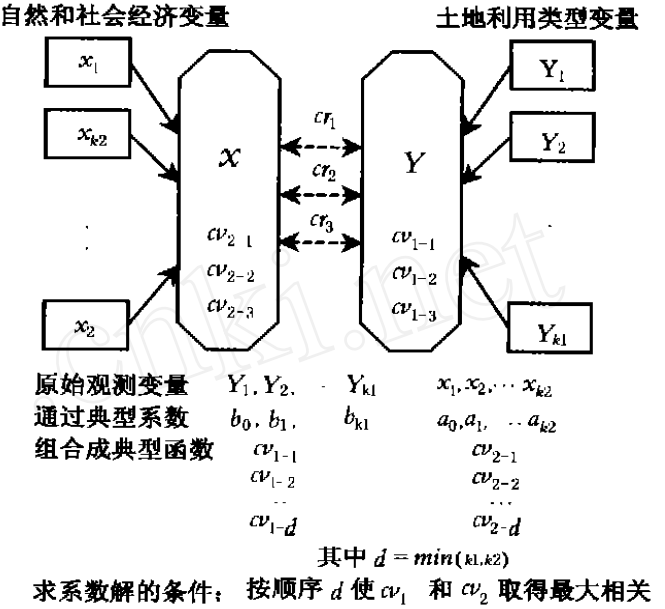 自然和社会经济变量 土地利用类型变量
x1 Y1
xk2 Y2
cr1
x Y
cr2
cr3
cv2-1 cv1-1
cv2-2 cv1-2
cv2-3 cv1-3
x2 Yk1
cnki.net
原始观测变量 Y1, Y2, · Yk1 x1, x2, ··· xk2
通过典型系数 b0, b1, bk1 a0, a1, ··· ak2
组合成典型函数 cv1-1 cv2-1
cv1-2 cv2-2
··· ···
cv1-d cv2-d
其中 d = min(k1,k2)
求系数解的条件: 按顺序 d 使 cv1 和 cv2 取得最大相关